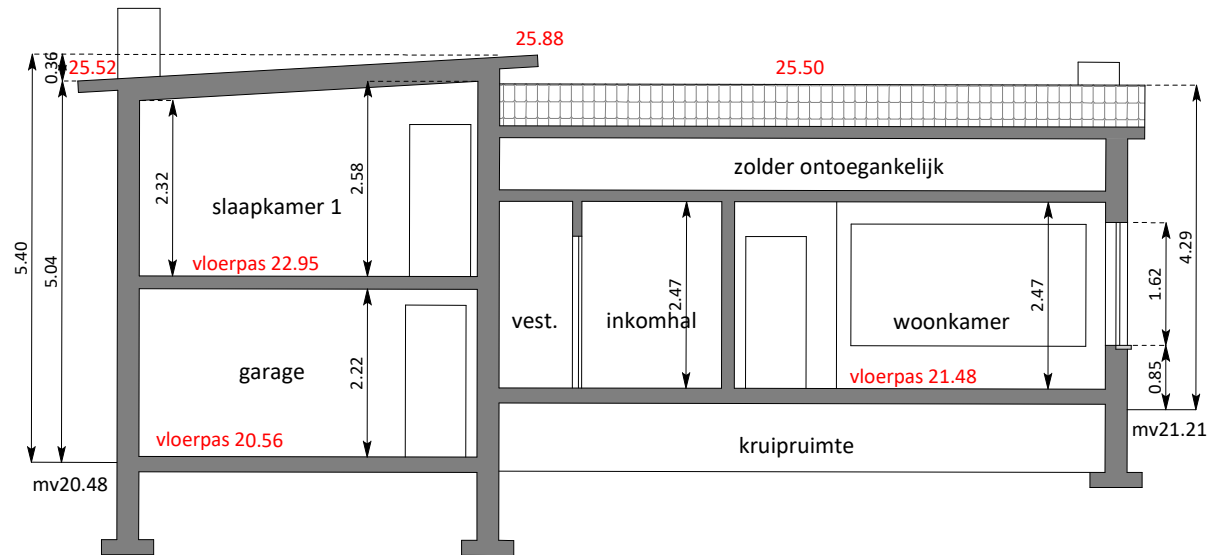 25.88
25.52
25.50
0.36
zolder ontoegankelijk
2.32
2.58
slaapkamer 1
5.40
5.04
vloerpas 22.95
4.29
1.62
2.47
2.47
vest.
inkomhal
woonkamer
garage
2.22
vloerpas 21.48
0.85
vloerpas 20.56
mv21.21
kruipruimte
mv20.48